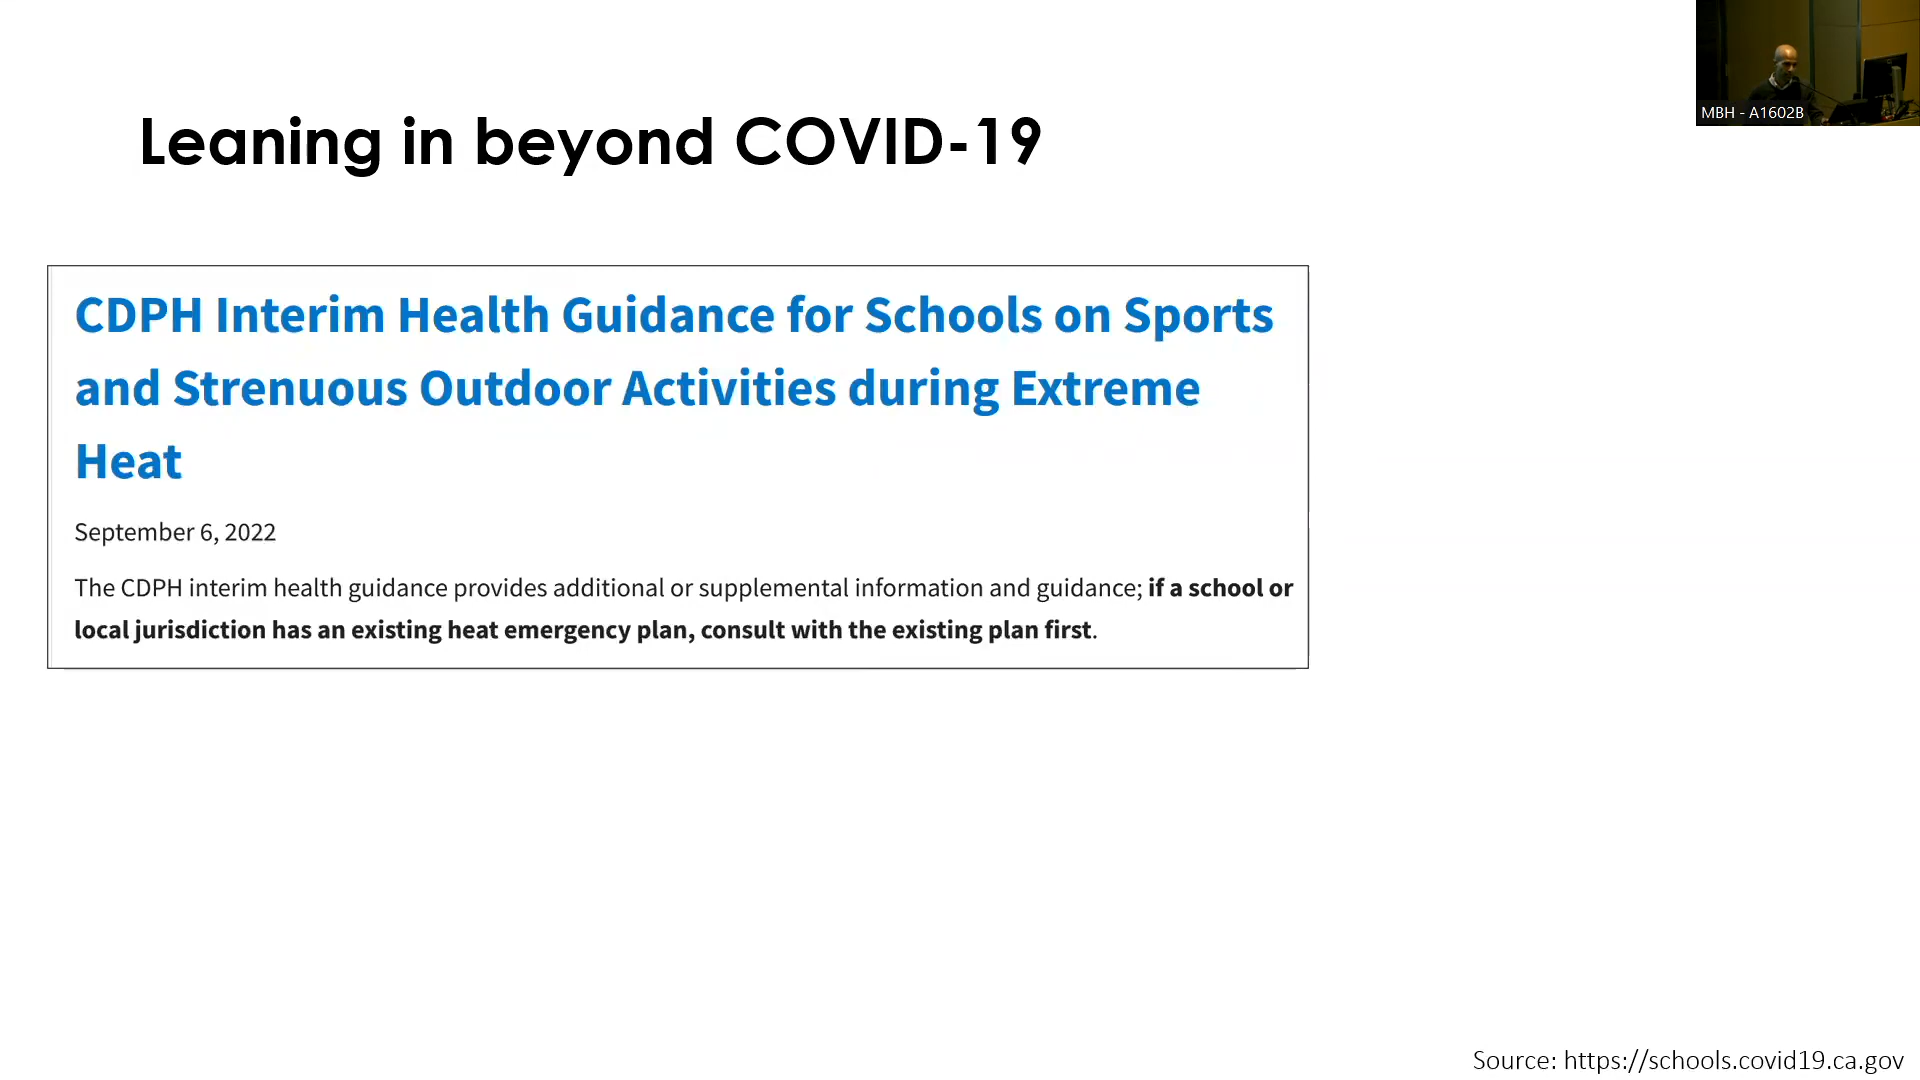 MBH - A1602B
Leaning in beyond COVID-19
CDPH Interim Health Guidance for Schools on Sports
and Strenuous Outdoor Activities during Extreme
Heat
September 6, 2022
The CDPH interim health guidance provides additional or supplemental information and guidance; if a school or
local jurisdiction has an existing heat emergency plan, consult with the existing plan first.
Source: https://schools.covid19.ca.gov